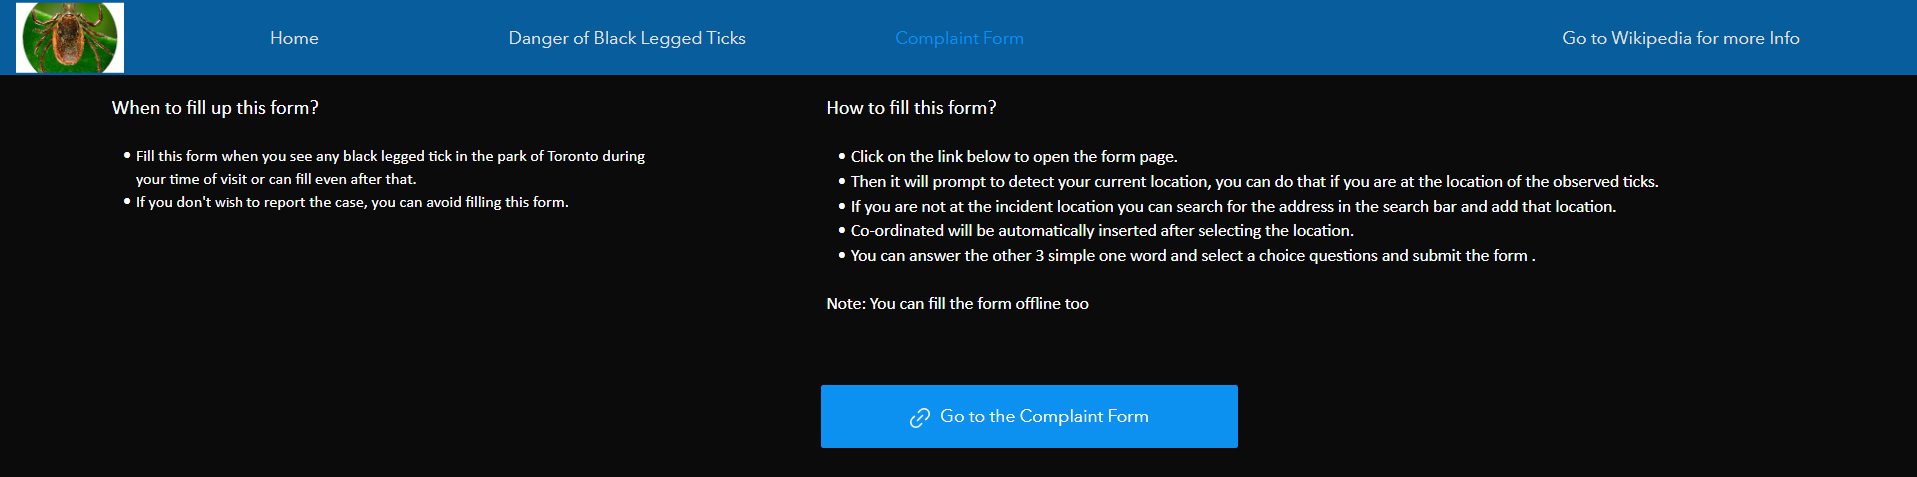 Home
Danger of Black Legged Ticks
Complaint Form
Go to Wikipedia for more Info
When to fill up this form?
• Fill this form when you see any black legged tick in the park of Toronto during
your time of visit or can fill even after that.
• If you don't wish to report the case, you can avoid filling this form.
How to fill this form?
• Click on the link below to open the form page.
• Then it will prompt to detect your current location, you can do that if you are at the location of the observed ticks.
• If you are not at the incident location you can search for the address in the search bar and add that location.
• Co-ordinated will be automatically inserted after selecting the location.
• You can answer the other 3 simple one word and select a choice questions and submit the form .
Note: You can fill the form offline too
Go to the Complaint Form